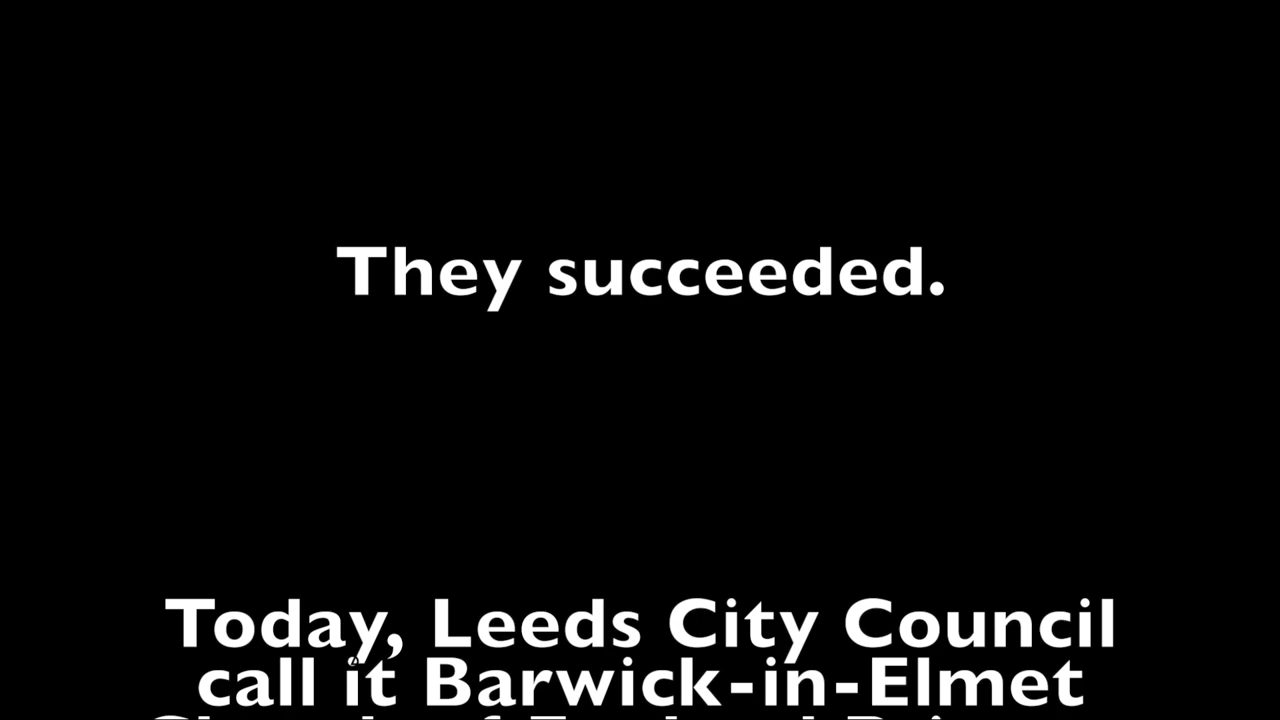 They succeeded.
Today, Leeds City Council
call it Barwick-in-Elmet